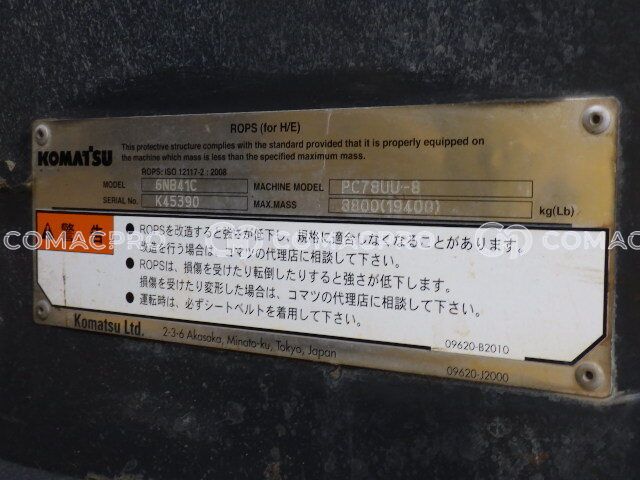 ROPS (for H/E)
KOMATSU
This protective structure complies with the standard provided that it is properly equipped on
the machine which mass is less than the specified maximum mass.
ROPS: ISO 12117-2 : 2008
MODEL 6NB41C MACHINE MODEL PC78UU-8
SERIAL No. K45390 MAX.MASS 8800(19400) kg(Lb)
警告
● ROPSを改造すると強さが低下し、規格に適合しなくなることがあります。
改造を行う場合は、コマツの代理店に相談して下さい。
● ROPSは、損傷を受けたり転倒したりすると強さが低下します。
損傷を受けたり変形した場合は、コマツの代理店に相談して下さい。
● 運転時は、必ずシートベルトを着用して下さい。
09620-B2010
Komatsu Ltd. 2-3-6 Akasaka, Minato-ku, Tokyo, Japan
09620-J2000